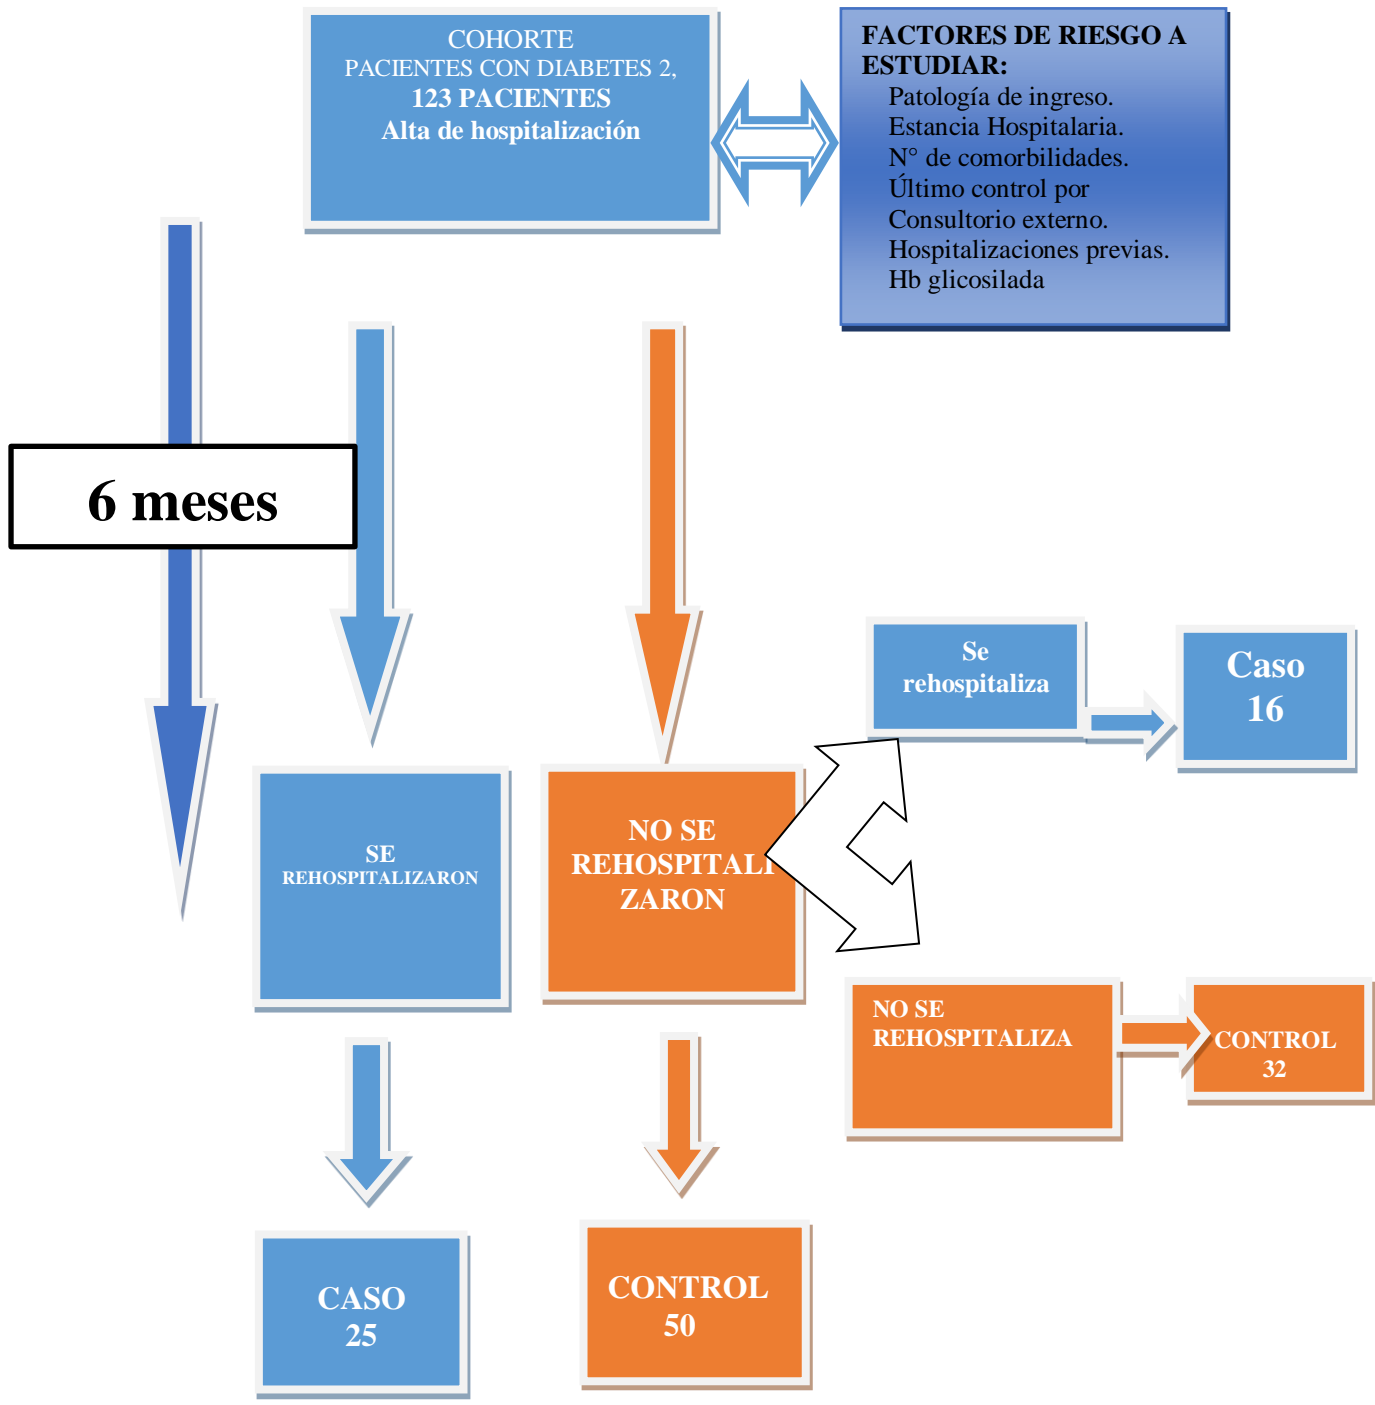 COHORTE
PACIENTES CON DIABETES 2,
123 PACIENTES
Alta de hospitalización
FACTORES DE RIESGO A
ESTUDIAR:
Patología de ingreso.
Estancia Hospitalaria.
N° de comorbilidades.
Último control por
Consultorio externo.
Hospitalizaciones previas.
Hb glicosilada
6 meses
Se
rehospitaliza
Caso
16
SE
REHOSPITALIZARON
NO SE
REHOSPITALI
ZARON
NO SE
REHOSPITALIZA
CONTROL
32
CASO
25
CONTROL
50